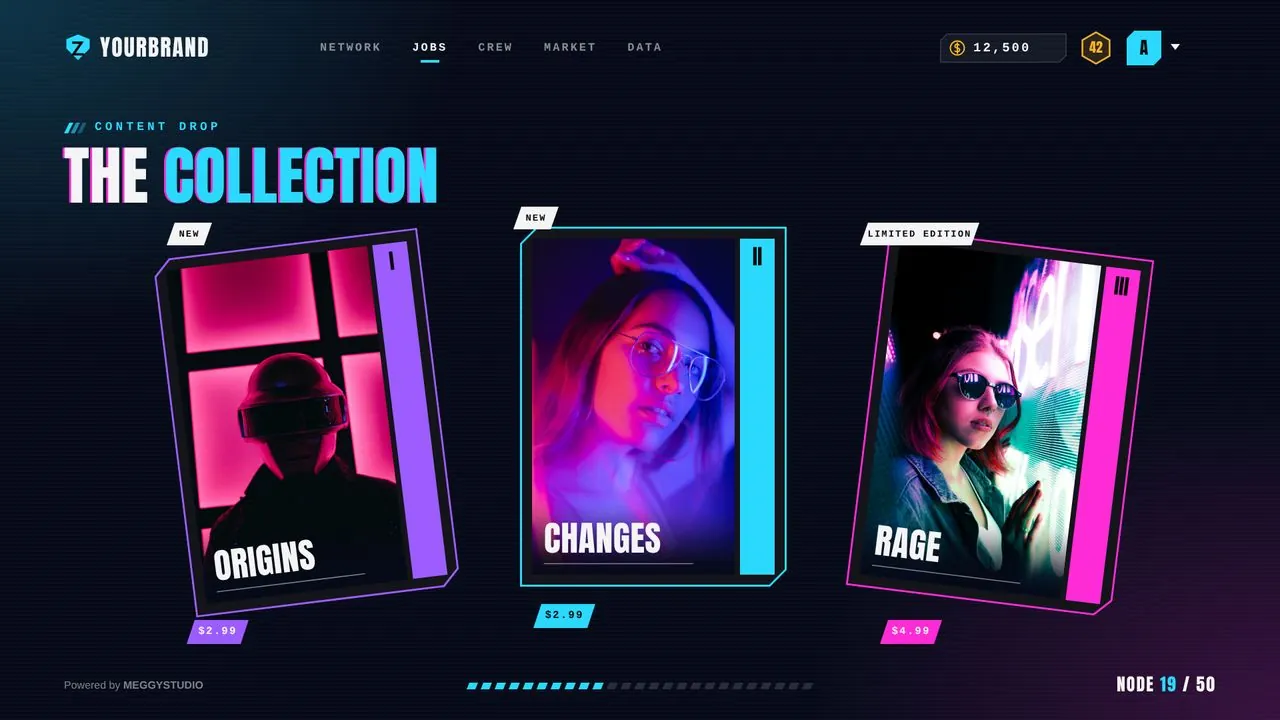 YOURBRAND
NETWORK JOBS CREW MARKET DATA
12,500
42
A
CONTENT DROP
THE COLLECTION
NEW
I
ORIGINS
$2.99
NEW
II
CHANGES
$2.99
LIMITED EDITION
III
RAGE
$4.99
Powered by MEGGYSTUDIO
NODE 19 / 50